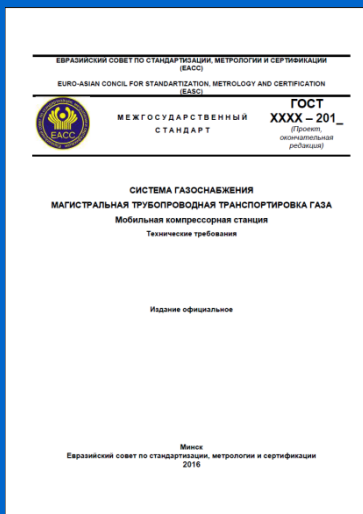 ЕВРАЗИЙСКИЙ СОВЕТ ПО СТАНДАРТИЗАЦИИ, МЕТРОЛОГИИ И СЕРТИФИКАЦИИ
(ЕАСС)
EURO-ASIAN CONCIL FOR STANDARTIZATION, METROLOGY AND CERTIFICATION
(EASC)
ЕАСС
МЕЖГОСУДАРСТВЕННЫЙ
СТАНДАРТ
ГОСТ
XXXX – 201_
(Проект,
окончательная
редакция)
СИСТЕМА ГАЗОСНАБЖЕНИЯ
МАГИСТРАЛЬНАЯ ТРУБОПРОВОДНАЯ ТРАНСПОРТИРОВКА ГАЗА
Мобильная компрессорная станция
Технические требования
Издание официальное
Минск
Евразийский совет по стандартизации, метрологии и сертификации
2016